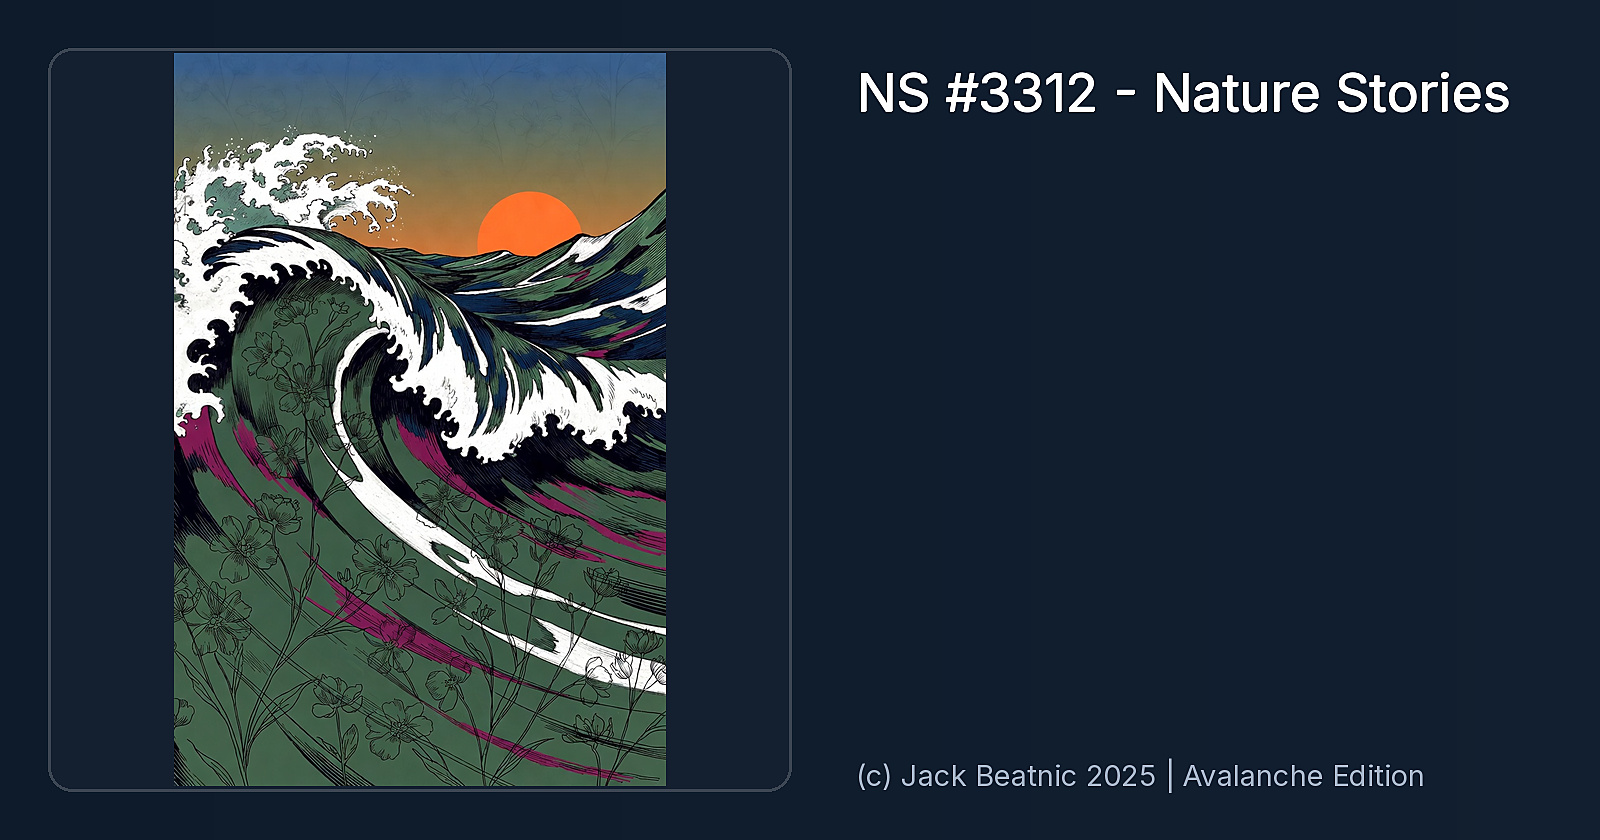 NS #3312 - Nature Stories
(c) Jack Beatnic 2025 | Avalanche Edition